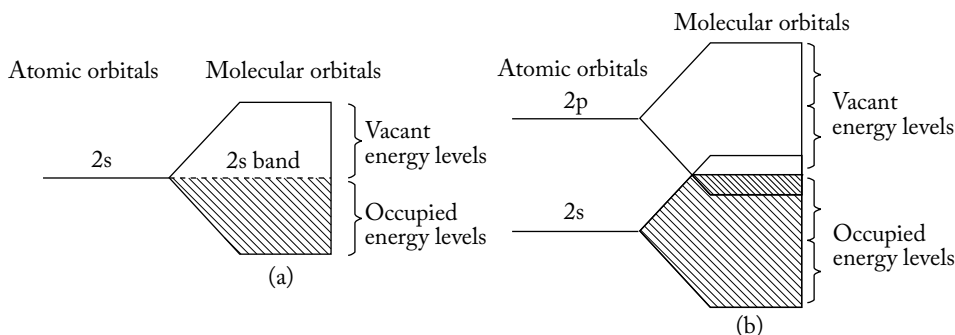 Atomic orbitals
Molecular orbitals
2s
2s band
Vacant
energy levels
Occupied
energy levels
(a)
Molecular orbitals
Atomic orbitals
2p
Vacant
energy levels
2s
Occupied
energy levels
(b)